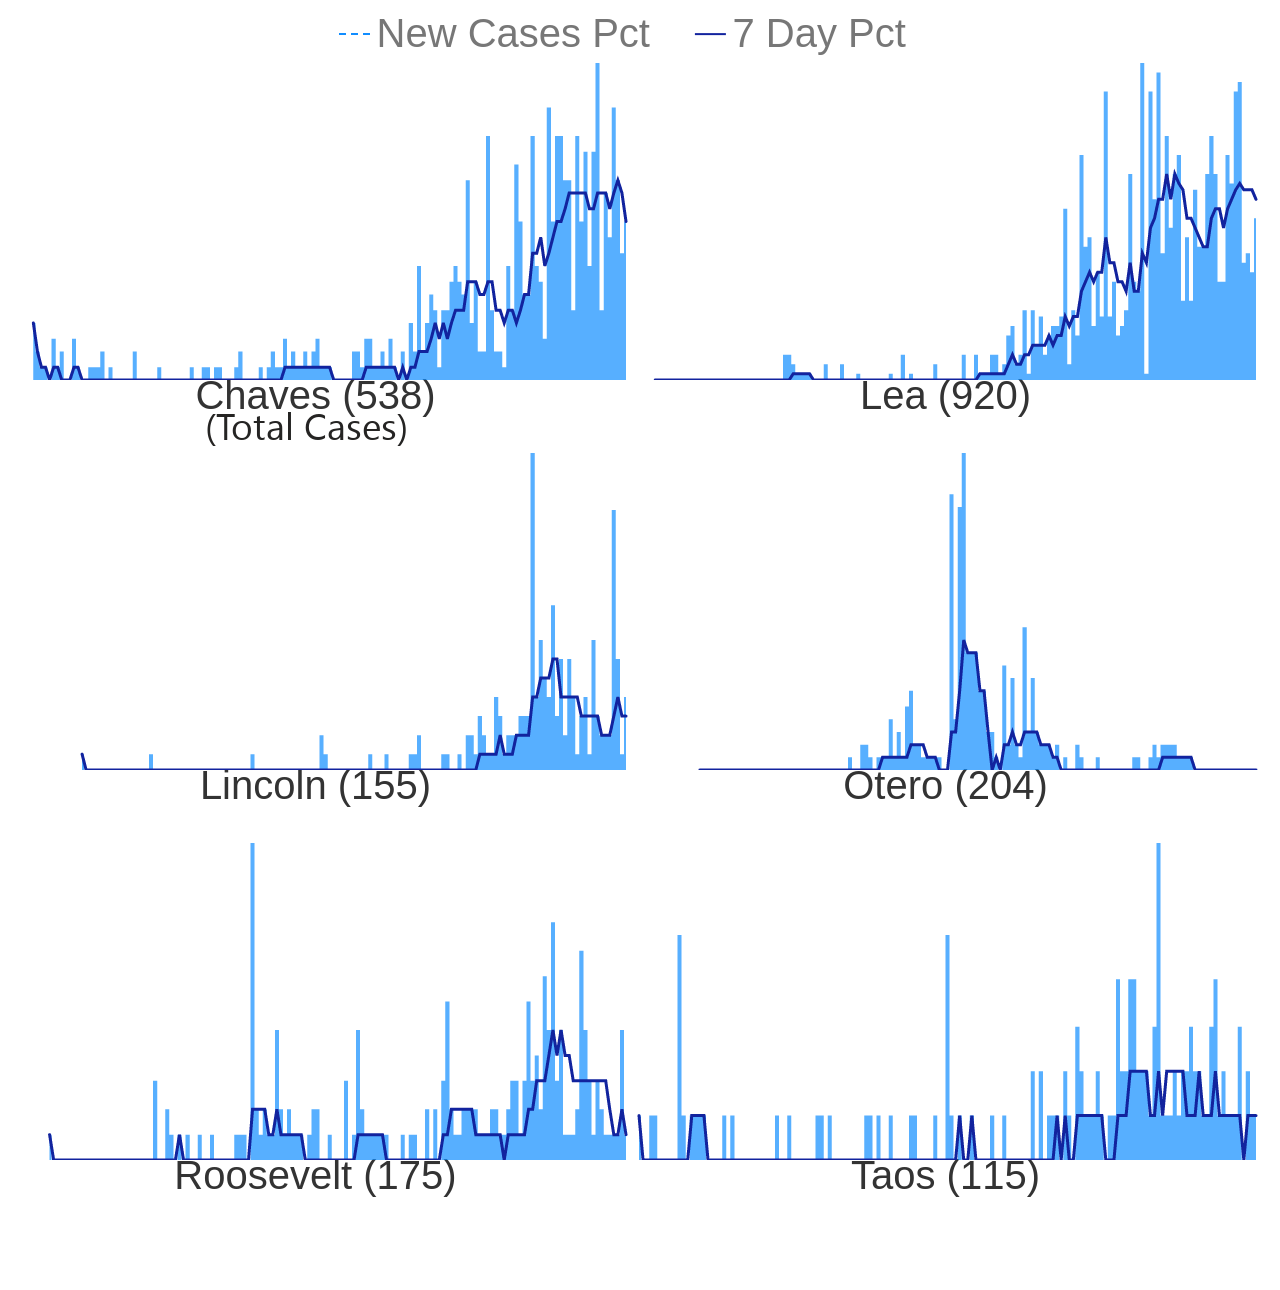 New Cases Pct 7 Day Pct
Chaves (538) Lea (920)
(Total Cases)
Lincoln (155) Otero (204)
Roosevelt (175) Taos (115)